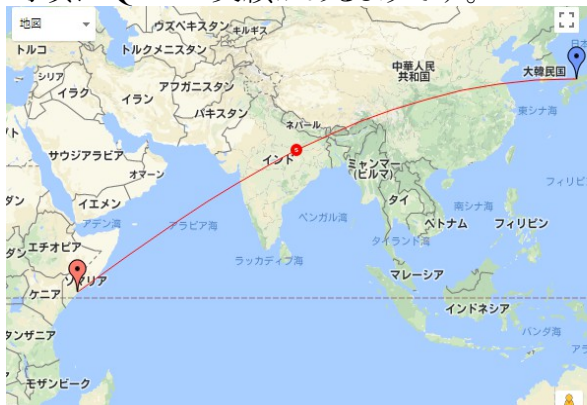 地図
ウズベキスタン
キルギス
トルコ
トルクメニスタン
日本
大韓民国
中華人民
共和国
シリア
アフガニスタン
イラク
イラン
東シナ海
パキスタン
ネパール
サウジアラビア
インド
ミャンマー
(ビルマ)
オマーン
フィリピ
イエメン
タイ
南シナ海
アデン湾
アラビア海
ベンガル湾
ベトナム
フィリピン
エチオピア
タイランド湾
ラッカディブ海
マレーシア
ソマリア
ケニア
インドネシア
タンザニア
バンダ海
アラ
モザンビーク